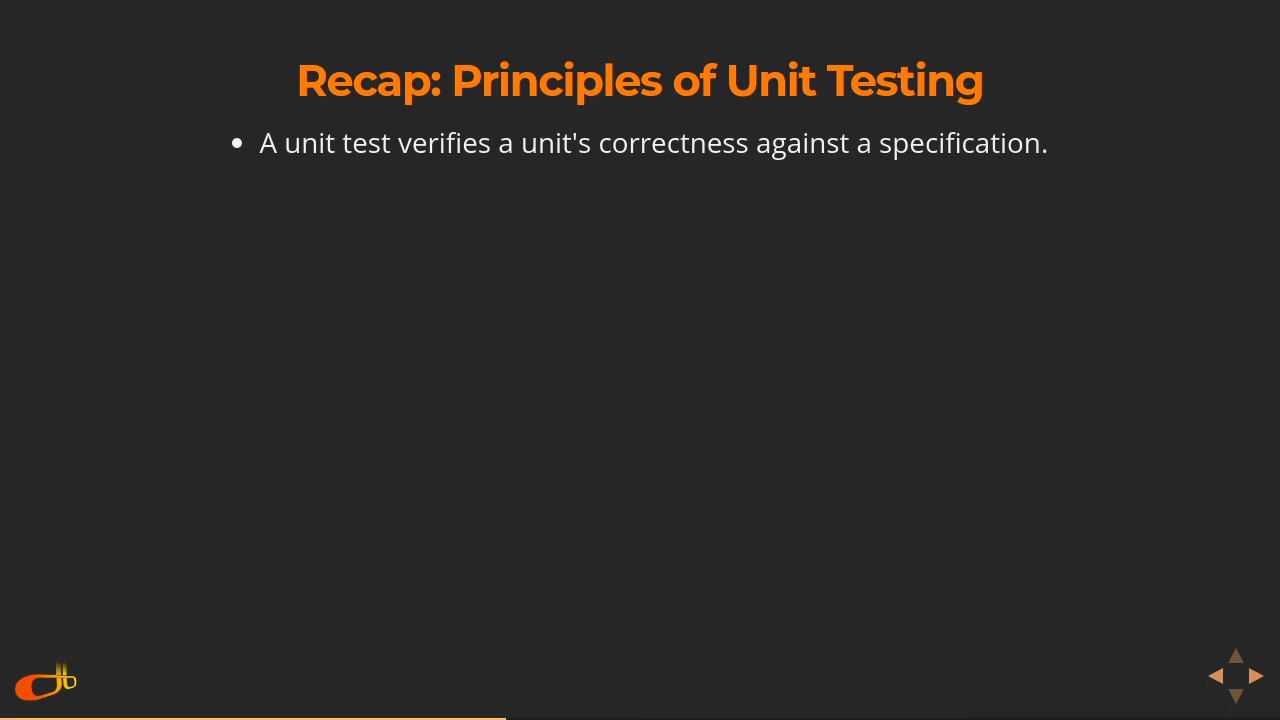 Recap: Principles of Unit Testing
• A unit test verifies a unit's correctness against a specification.